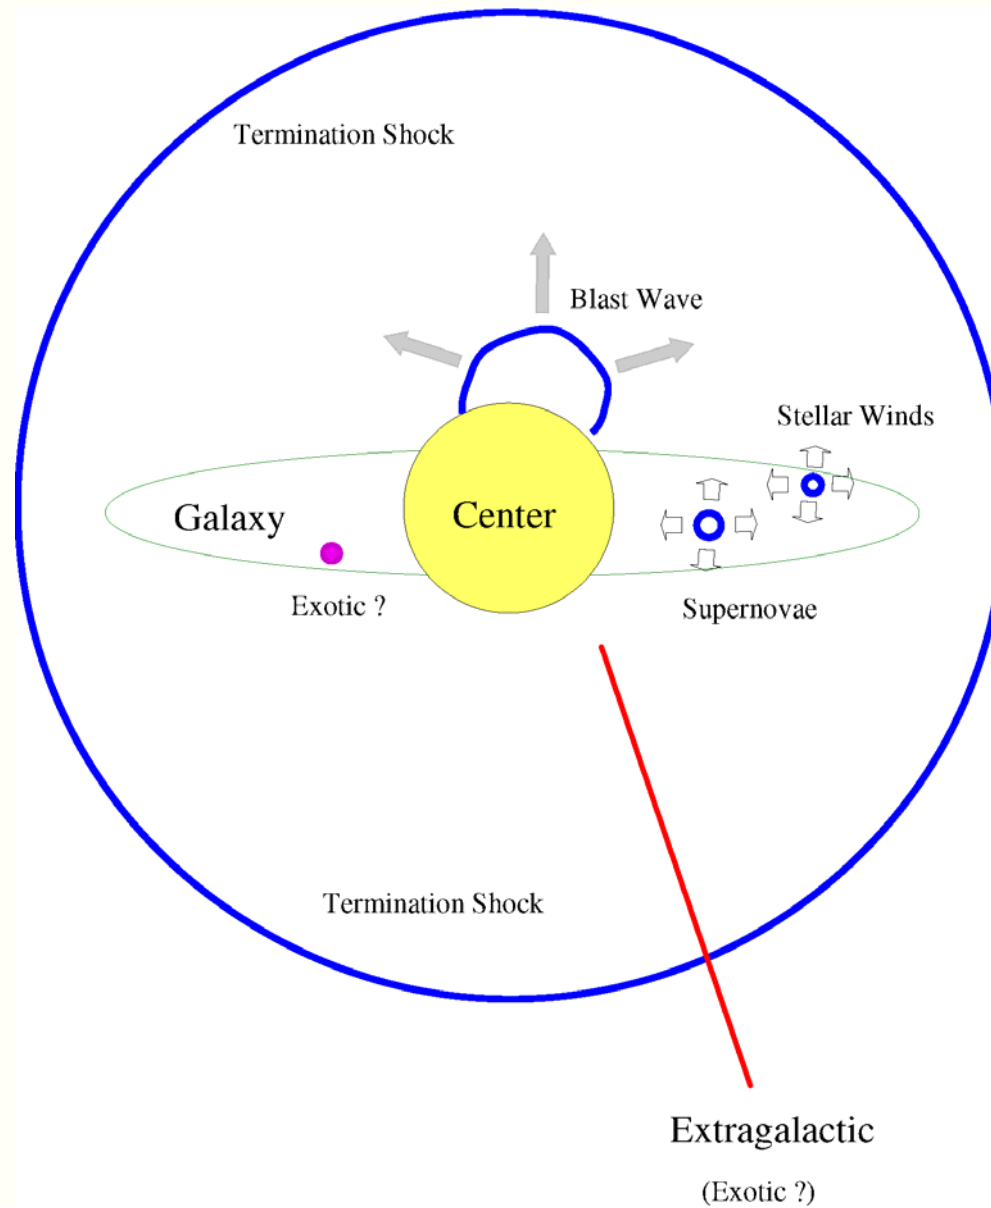 Termination Shock
Blast Wave
Stellar Winds
Galaxy
Center
Exotic ?
Supernovae
Termination Shock
Extragalactic
(Exotic ?)